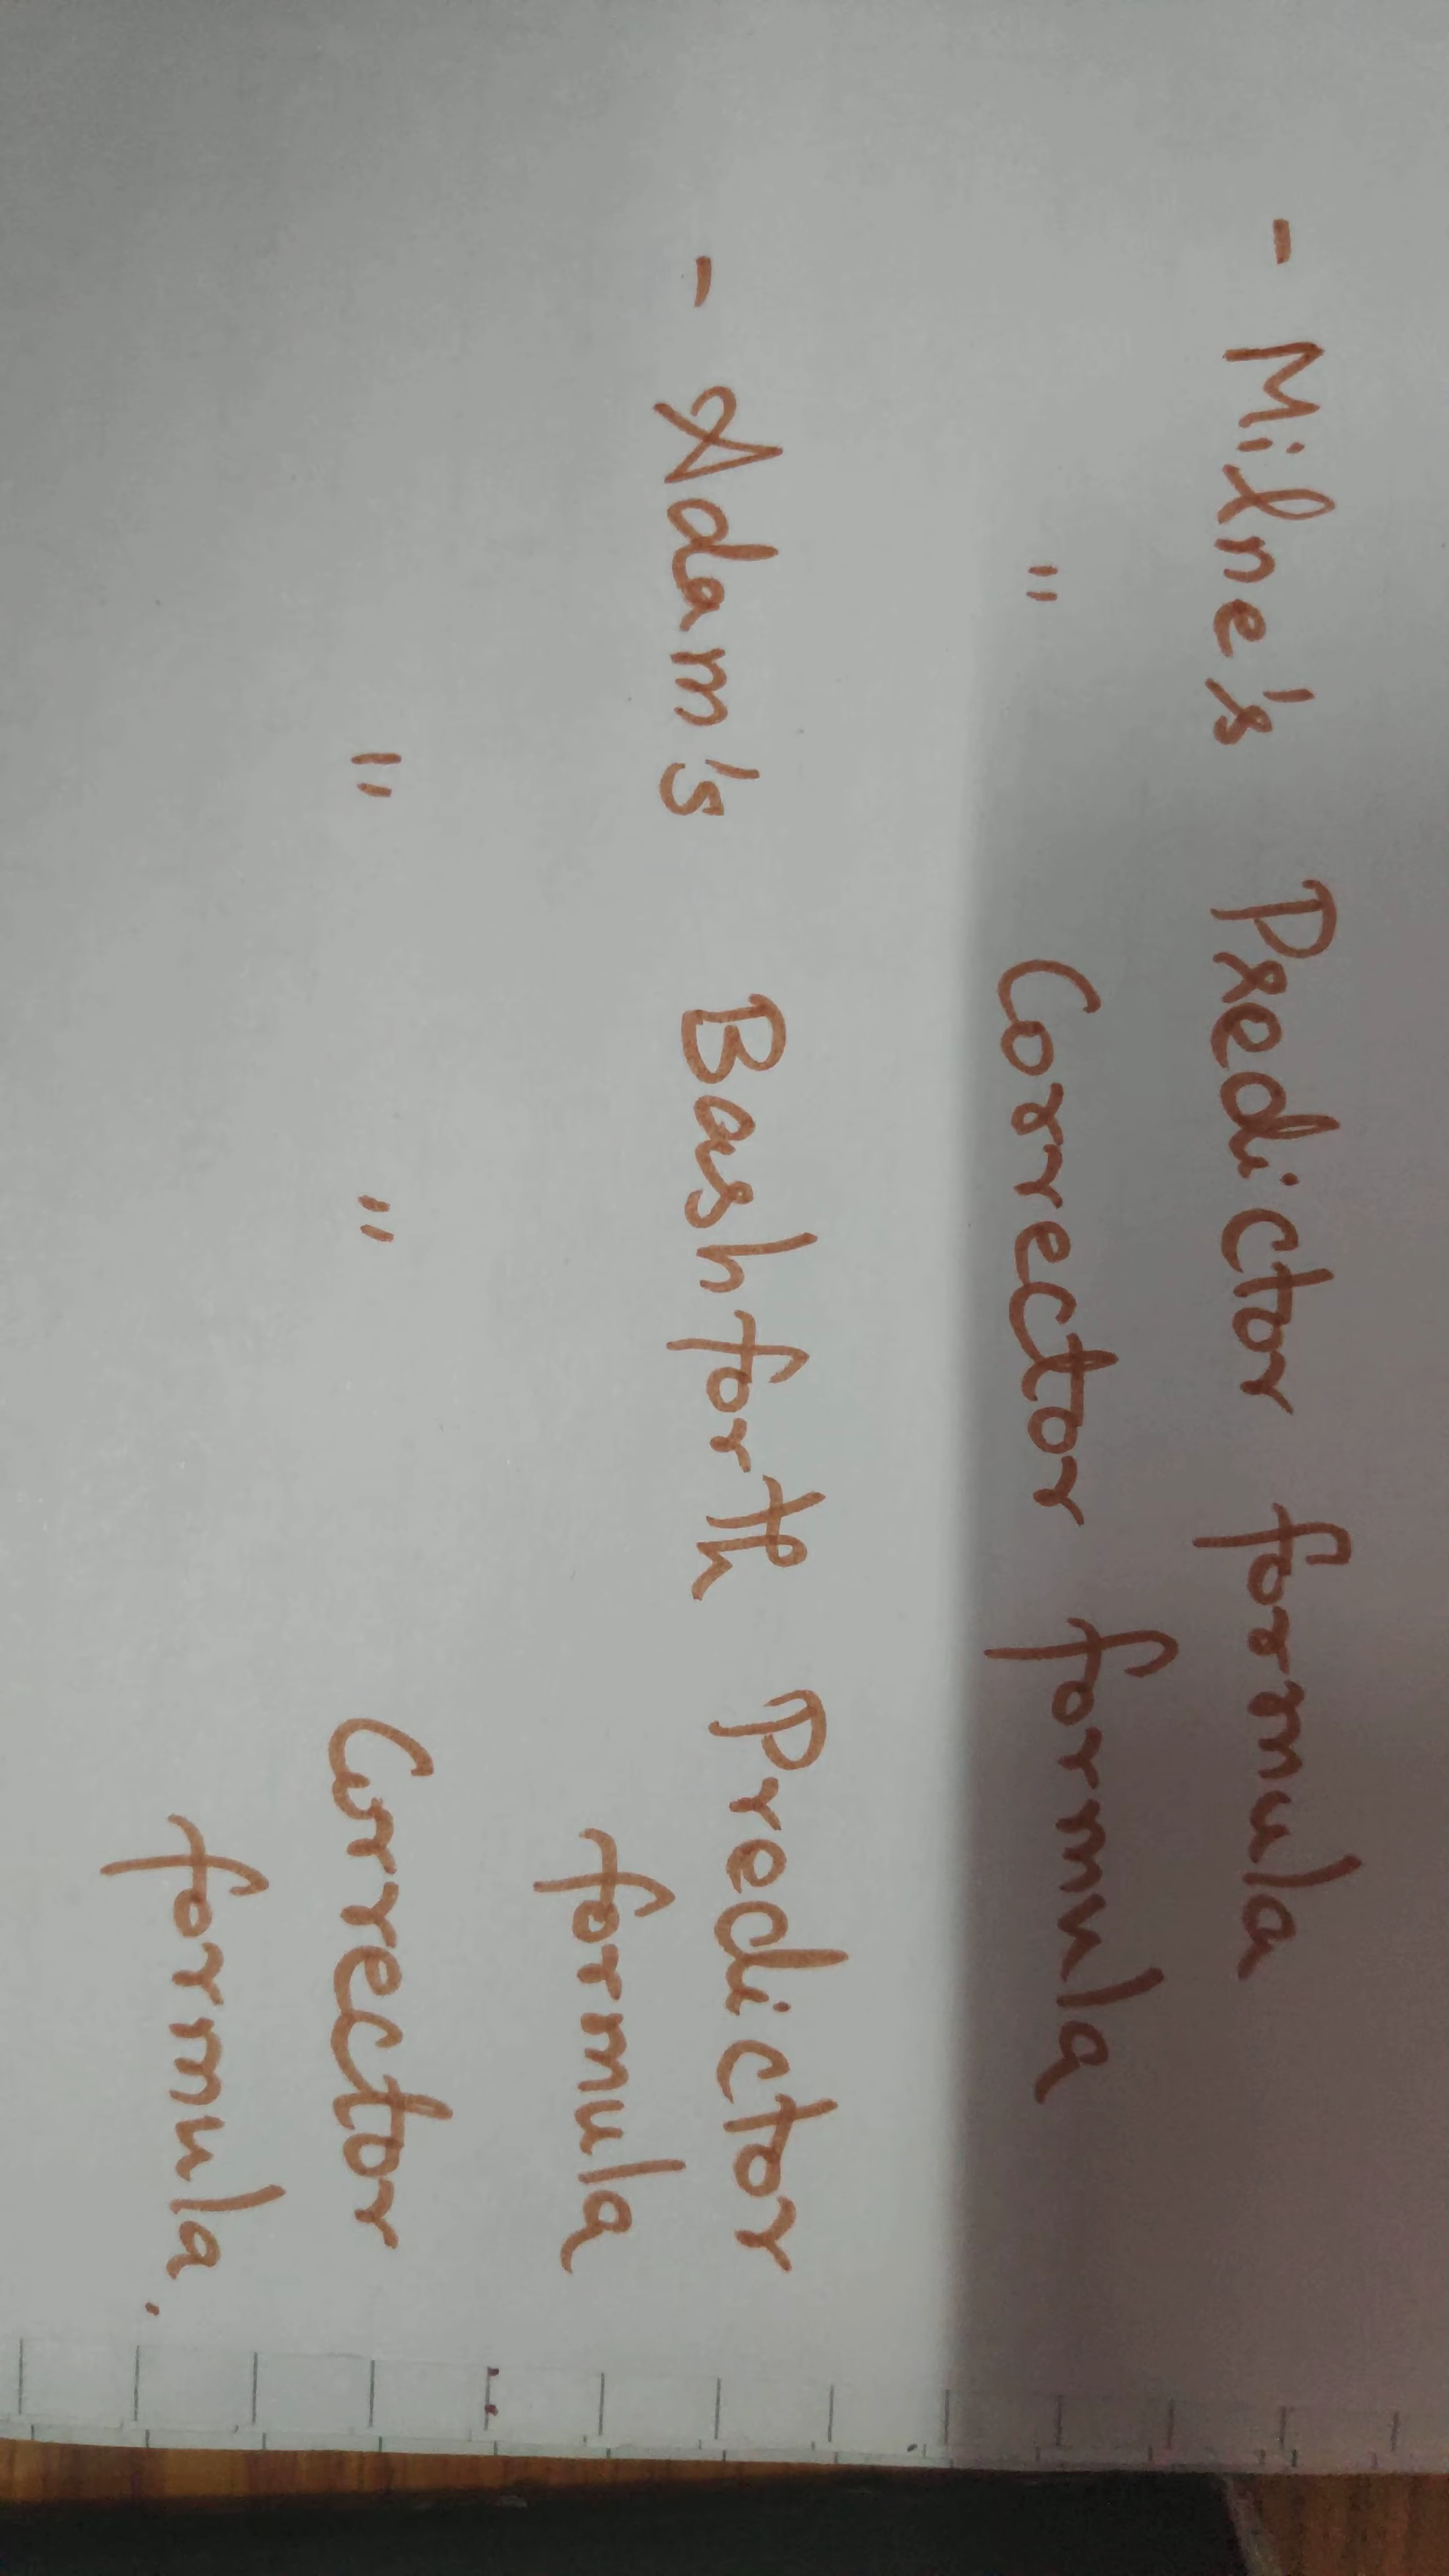 - Milne's Predictor formula
" Corrector formula
- Adam's Bashforth Predictor
formula
" " Corrector
formula.